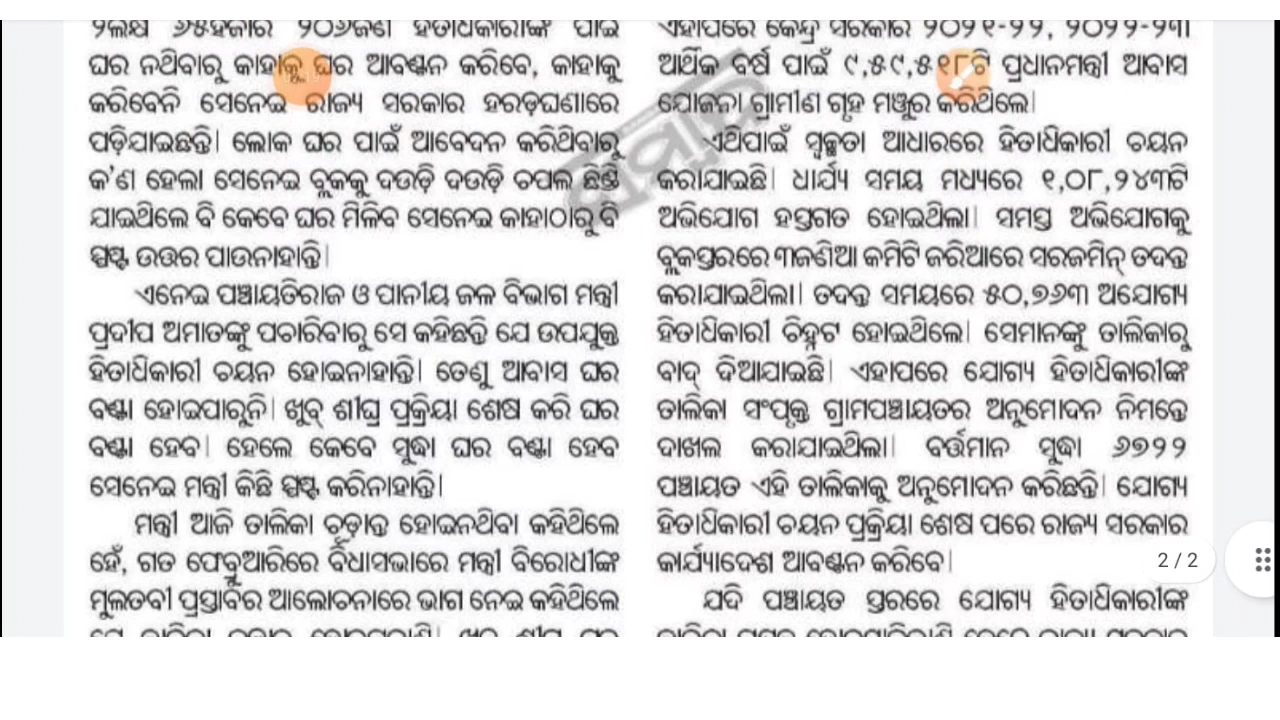 ୨ଲକ୍ଷ ୬୫ହଜାର ୨୦୬ଜଣ ହିତାଧିକାରୀଙ୍କ ପାଇଁ
ଘର ନଥିବାରୁ କାହାକୁ ଘର ଆବଣ୍ଟନ କରିବେ, କାହାକୁ
କରିବେନି ସେନେଇ ରାଜ୍ୟ ସରକାର ହରଡ଼ଘଣାରେ
ପଡ଼ିଯାଇଛନ୍ତି। ଲୋକ ଘର ପାଇଁ ଆବେଦନ କରିଥିବାରୁ
କ'ଣ ହେଲା ସେନେଇ ବ୍ଲକକୁ ଦଉଡ଼ି ଦଉଡ଼ି ଚପଲ ଛିଣ୍ଡି
ଯାଇଥିଲେ ବି କେବେ ଘର ମିଳିବ ସେନେଇ କାହାଠାରୁ ବି
ସ୍ପଷ୍ଟ ଉତ୍ତର ପାଉନାହାନ୍ତି।
ଏନେଇ ପଞ୍ଚାୟତିରାଜ ଓ ପାନୀୟ ଜଳ ବିଭାଗ ମନ୍ତ୍ରୀ
ପ୍ରଦୀପ ଅମାତଙ୍କୁ ପଚାରିବାରୁ ସେ କହିଛନ୍ତି ଯେ ଉପଯୁକ୍ତ
ହିତାଧିକାରୀ ଚୟନ ହୋଇନାହାନ୍ତି। ତେଣୁ ଆବାସ ଘର
ବଣ୍ଟା ହୋଇପାରୁନି। ଖୁବ୍ ଶୀଘ୍ର ପ୍ରକ୍ରିୟା ଶେଷ କରି ଘର
ବଣ୍ଟା ହେବ। ହେଲେ କେବେ ସୁଦ୍ଧା ଘର ବଣ୍ଟା ହେବ
ସେନେଇ ମନ୍ତ୍ରୀ କିଛି ସ୍ପଷ୍ଟ କରିନାହାନ୍ତି।
ମନ୍ତ୍ରୀ ଆଜି ତାଲିକା ଚୂଡ଼ାନ୍ତ ହୋଇନଥିବା କହିଥିଲେ
ହେଁ, ଗତ ଫେବୃଆରିରେ ବିଧାସଭାରେ ମନ୍ତ୍ରୀ ବିରୋଧୀଙ୍କ
ମୁଲତବୀ ପ୍ରସ୍ତାବର ଆଲୋଚନାରେ ଭାଗ ନେଇ କହିଥିଲେ
ଏହାପରେ କେନ୍ଦ୍ର ସରକାର ୨୦୨୧-୨୨, ୨୦୨୨-୨୩
ଆର୍ଥିକ ବର୍ଷ ପାଇଁ ୯,୫୯,୫୧୮ଟି ପ୍ରଧାନମନ୍ତ୍ରୀ ଆବାସ
ଯୋଜନା ଗ୍ରାମୀଣ ଗୃହ ମଞ୍ଜୁର କରିଥିଲେ।
ଏଥିପାଇଁ ସ୍ୱଚ୍ଛତା ଆଧାରରେ ହିତାଧିକାରୀ ଚୟନ
କରାଯାଇଛି। ଧାର୍ଯ୍ୟ ସମୟ ମଧ୍ୟରେ ୧,୦୮,୨୪୩ଟି
ଅଭିଯୋଗ ହସ୍ତଗତ ହୋଇଥିଲା। ସମସ୍ତ ଅଭିଯୋଗକୁ
ବ୍ଲକସ୍ତରରେ ୩ଜଣିଆ କମିଟି ଜରିଆରେ ସରଜମିନ୍ ତଦନ୍ତ
କରାଯାଇଥିଲା। ତଦନ୍ତ ସମୟରେ ୫୦,୭୬୩ ଅଯୋଗ୍ୟ
ହିତାଧିକାରୀ ଚିହ୍ନଟ ହୋଇଥିଲେ। ସେମାନଙ୍କୁ ତାଲିକାରୁ
ବାଦ୍ ଦିଆଯାଇଛି। ଏହାପରେ ଯୋଗ୍ୟ ହିତାଧିକାରୀଙ୍କ
ତାଲିକା ସଂପୃକ୍ତ ଗ୍ରାମପଞ୍ଚାୟତର ଅନୁମୋଦନ ନିମନ୍ତେ
ଦାଖଲ କରାଯାଇଥିଲା। ବର୍ତ୍ତମାନ ସୁଦ୍ଧା ୬୭୨୨
ପଞ୍ଚାୟତ ଏହି ତାଲିକାକୁ ଅନୁମୋଦନ କରିଛନ୍ତି। ଯୋଗ୍ୟ
ହିତାଧିକାରୀ ଚୟନ ପ୍ରକ୍ରିୟା ଶେଷ ପରେ ରାଜ୍ୟ ସରକାର
କାର୍ଯ୍ୟାଦେଶ ଆବଣ୍ଟନ କରିବେ।
ଯଦି ପଞ୍ଚାୟତ ସ୍ତରରେ ଯୋଗ୍ୟ ହିତାଧିକାରୀଙ୍କ
2 / 2